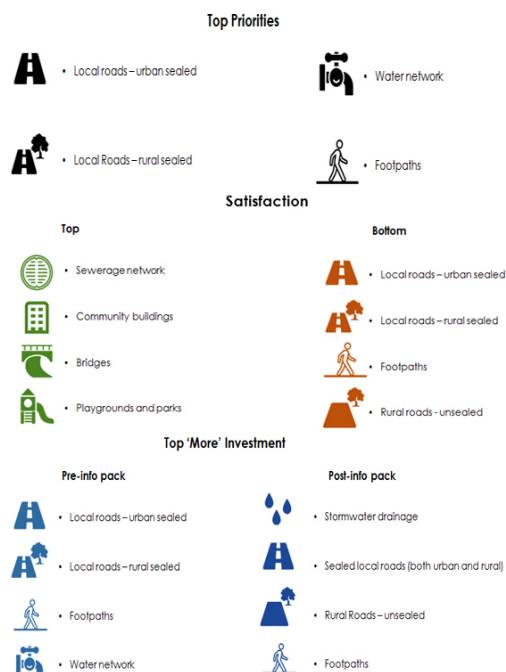 Top Priorities
• Local roads – urban sealed
• Water network
• Local Roads – rural sealed
• Footpaths
Satisfaction
Top
Bottom
• Sewerage network
• Local roads – urban sealed
• Community buildings
• Local roads – rural sealed
• Bridges
• Footpaths
• Playgrounds and parks
• Rural roads - unsealed
Top ‘More’ Investment
Pre-info pack
Post-info pack
• Local roads – urban sealed
• Stormwater drainage
• Local roads – rural sealed
• Sealed local roads (both urban and rural)
• Footpaths
• Rural Roads – unsealed
• Water network
• Footpaths